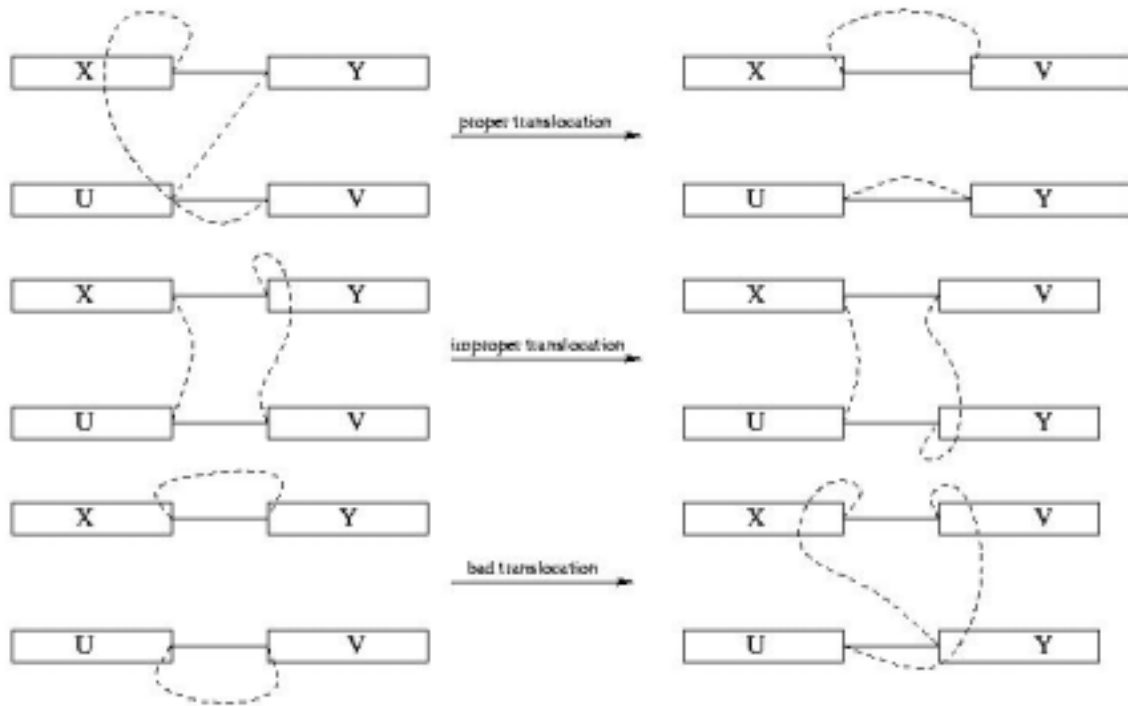 X Y X V
proper translocation
U V U Y
X Y X V
improper translocation
U V U Y
X Y X V
bad translocation
U V U Y